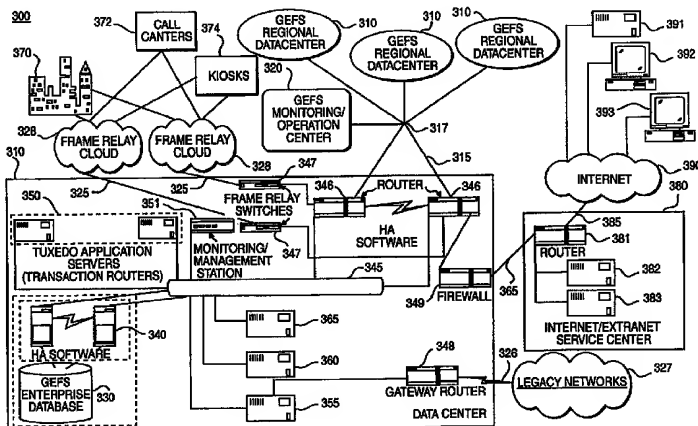 300
372
CALL
CANTERS
374
KIOSKS
370
GEFS
REGIONAL
DATACENTER
310
GEFS
REGIONAL
DATACENTER
310
GEFS
REGIONAL
DATACENTER
310
320
GEFS
MONITORING/
OPERATION
CENTER
317
315
391
392
393
INTERNET
390
328
FRAME RELAY
CLOUD
FRAME RELAY
CLOUD
328
310
325
325
347
346
ROUTER
346
350
351
FRAME RELAY
SWITCHES
347
HA
SOFTWARE
TUXEDO APPLICATION
SERVERS
(TRANSACTION ROUTERS)
MONITORING/
MANAGEMENT
STATION
345
349
FIREWALL
365
380
385
ROUTER
381
382
383
INTERNET/EXTRANET
SERVICE CENTER
340
HA SOFTWARE
GEFS
ENTERPRISE
DATABASE
330
365
360
355
348
GATEWAY ROUTER
DATA CENTER
326
LEGACY NETWORKS
327